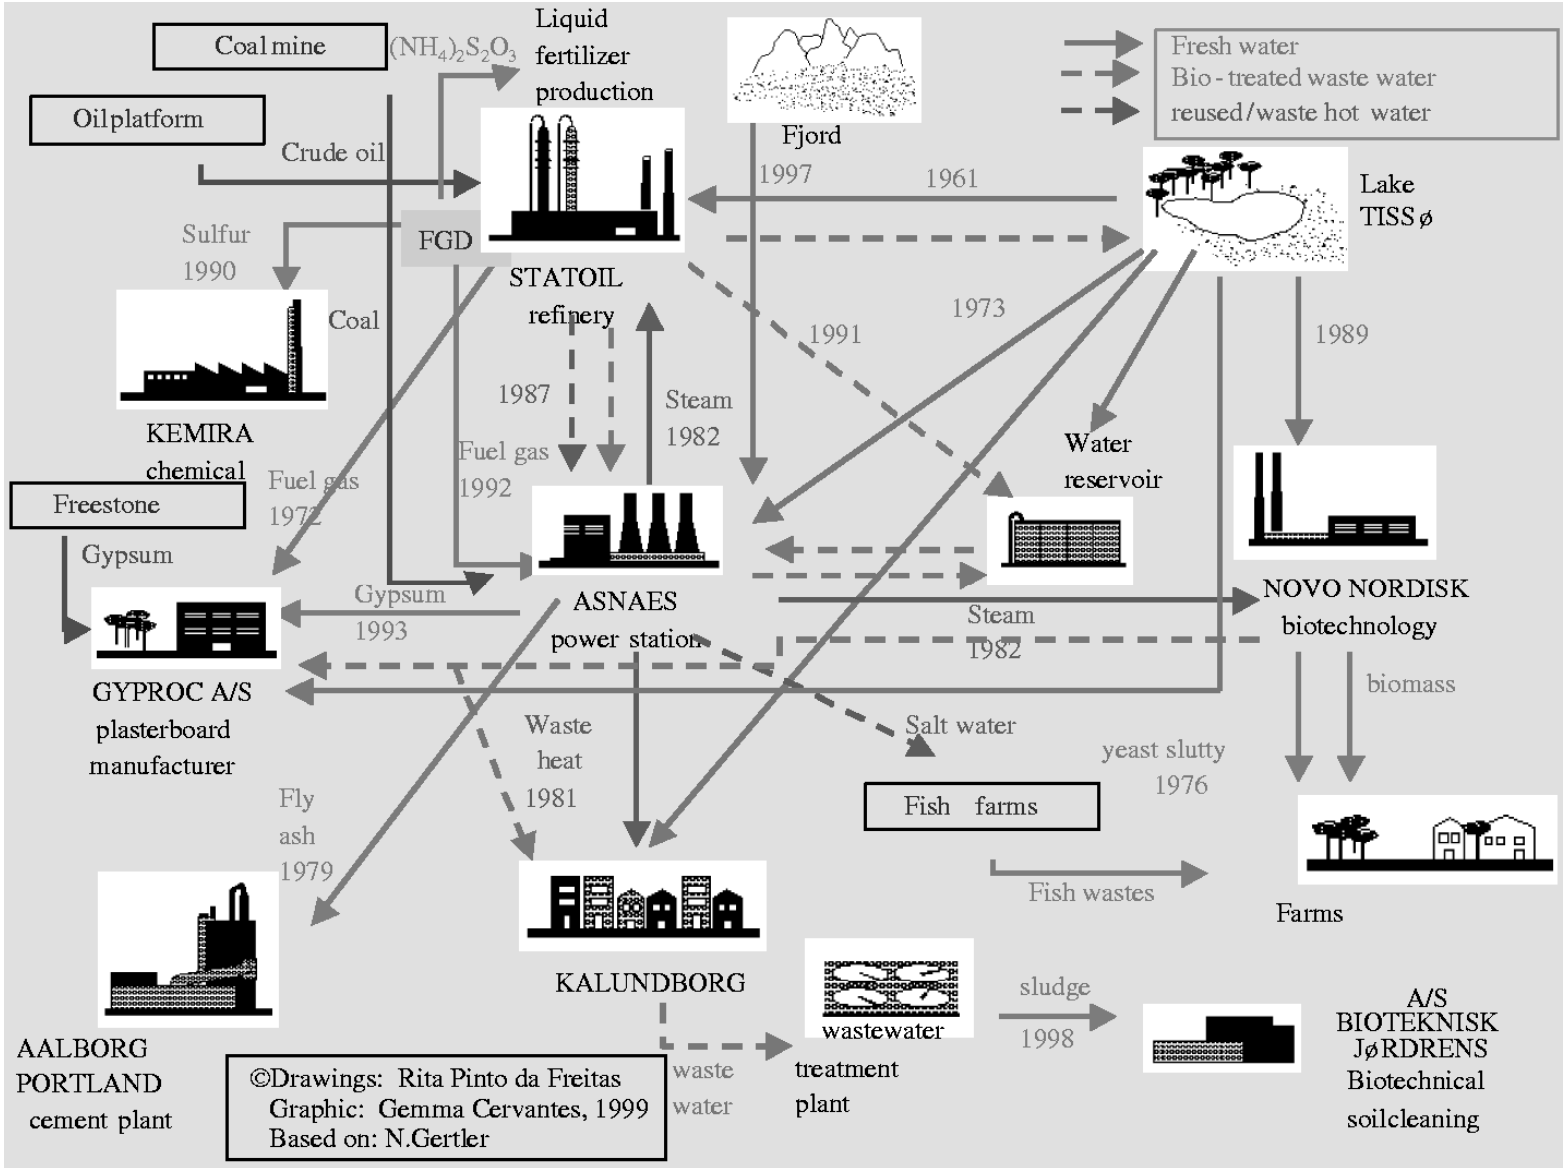 Coal mine
(NH4)2S2O3
Liquid
fertilizer
production
Fjord
Fresh water
Bio - treated waste water
reused / waste hot water
Oil platform
Crude oil
1997
1961
Lake
TISSØ
Sulfur
1990
FGD
STATOIL
refinery
Coal
1973
1991
1989
1987
Steam
1982
KEMIRA
chemical
Fuel gas
1992
Water
reservoir
Fuel gas
1972
Freestone
Gypsum
Gypsum
1993
ASNAES
power station
Steam
1982
NOVO NORDISK
biotechnology
GYPROC A/S
plasterboard
manufacturer
biomass
Waste
heat
1981
Salt water
yeast slutty
1976
Fly
ash
1979
Fish farms
Fish wastes
Farms
KALUNDBORG
wastewater
treatment
plant
sludge
1998
A/S
BIOTEKNISK
JøRDRENS
Biotechnical
soilcleaning
AALBORG
PORTLAND
cement plant
waste
water
©Drawings: Rita Pinto da Freitas
Graphic: Gemma Cervantes, 1999
Based on: N.Gertler